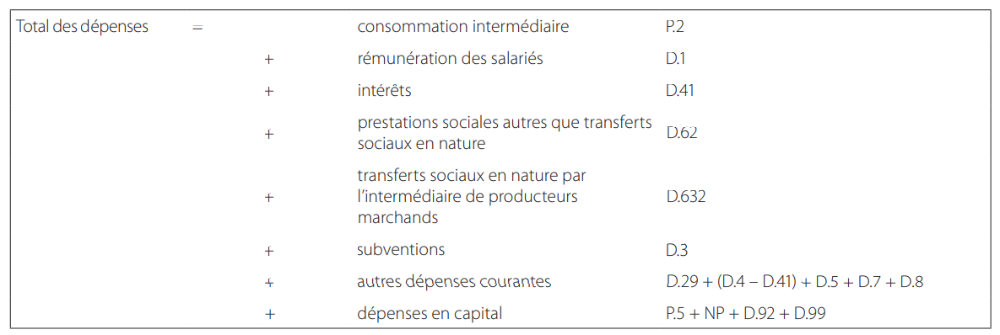 Total des dépenses = consommation intermédiaire P.2
+ rémunération des salariés D.1
+ intérêts D.41
prestations sociales autres que transferts
+ D.62
sociaux en nature
transferts sociaux en nature par
+ l'intermédiaire de producteurs D.632
marchands
+ subventions D.3
+ autres dépenses courantes D.29 + (D.4 – D.41) + D.5 + D.7 + D.8
+ dépenses en capital P.5 + NP + D.92 + D.99